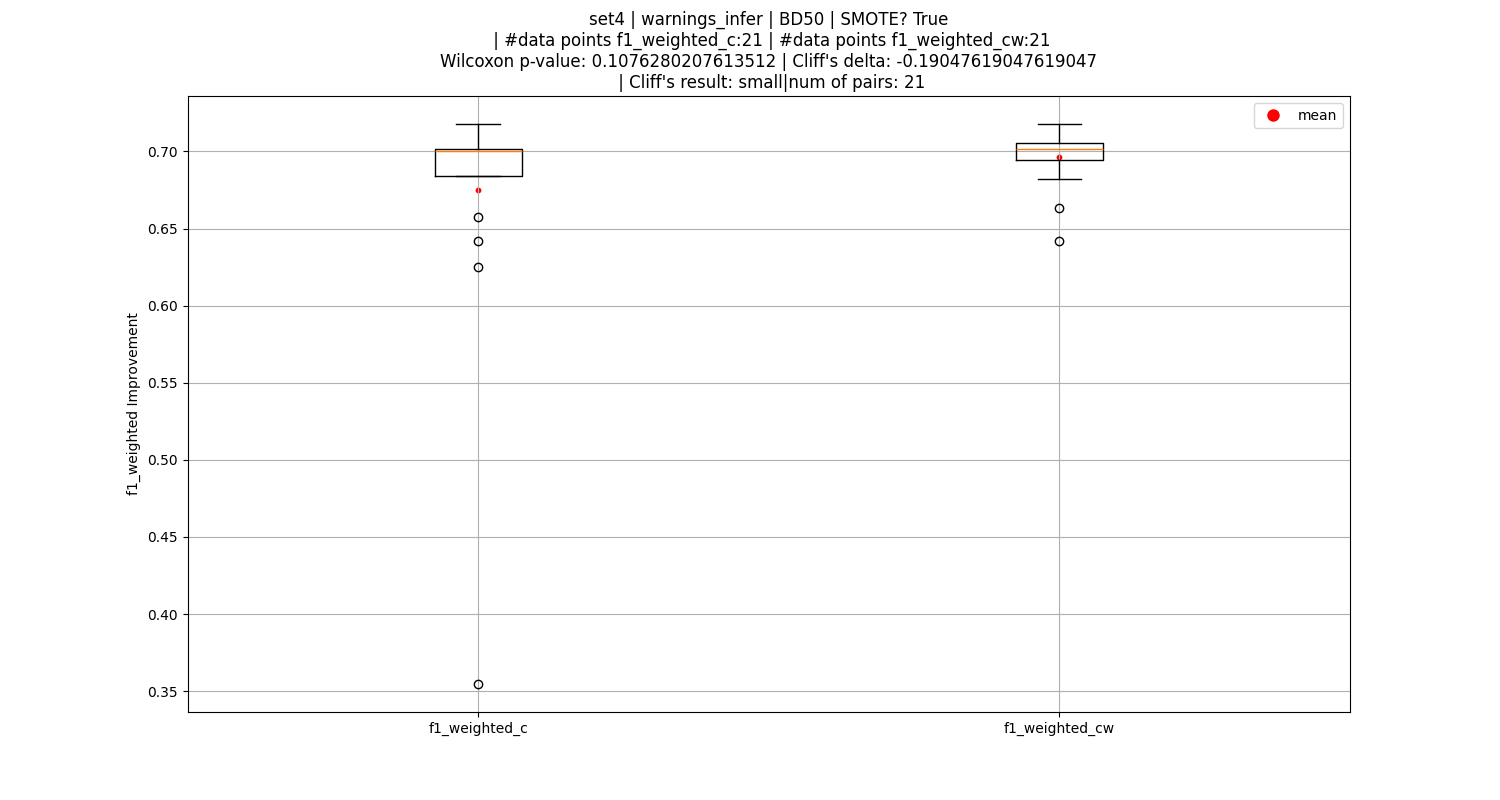 set4 | warnings_infer | BD50 | SMOTE? True
| #data points f1_weighted_c:21 | #data points f1_weighted_cw:21
Wilcoxon p-value: 0.1076280207613512 | Cliff's delta: -0.19047619047619047
| Cliff's result: small|num of pairs: 21
mean
0.70
0.65
0.60
0.55
0.50
0.45
0.40
0.35
f1_weighted Improvement
f1_weighted_c
f1_weighted_cw